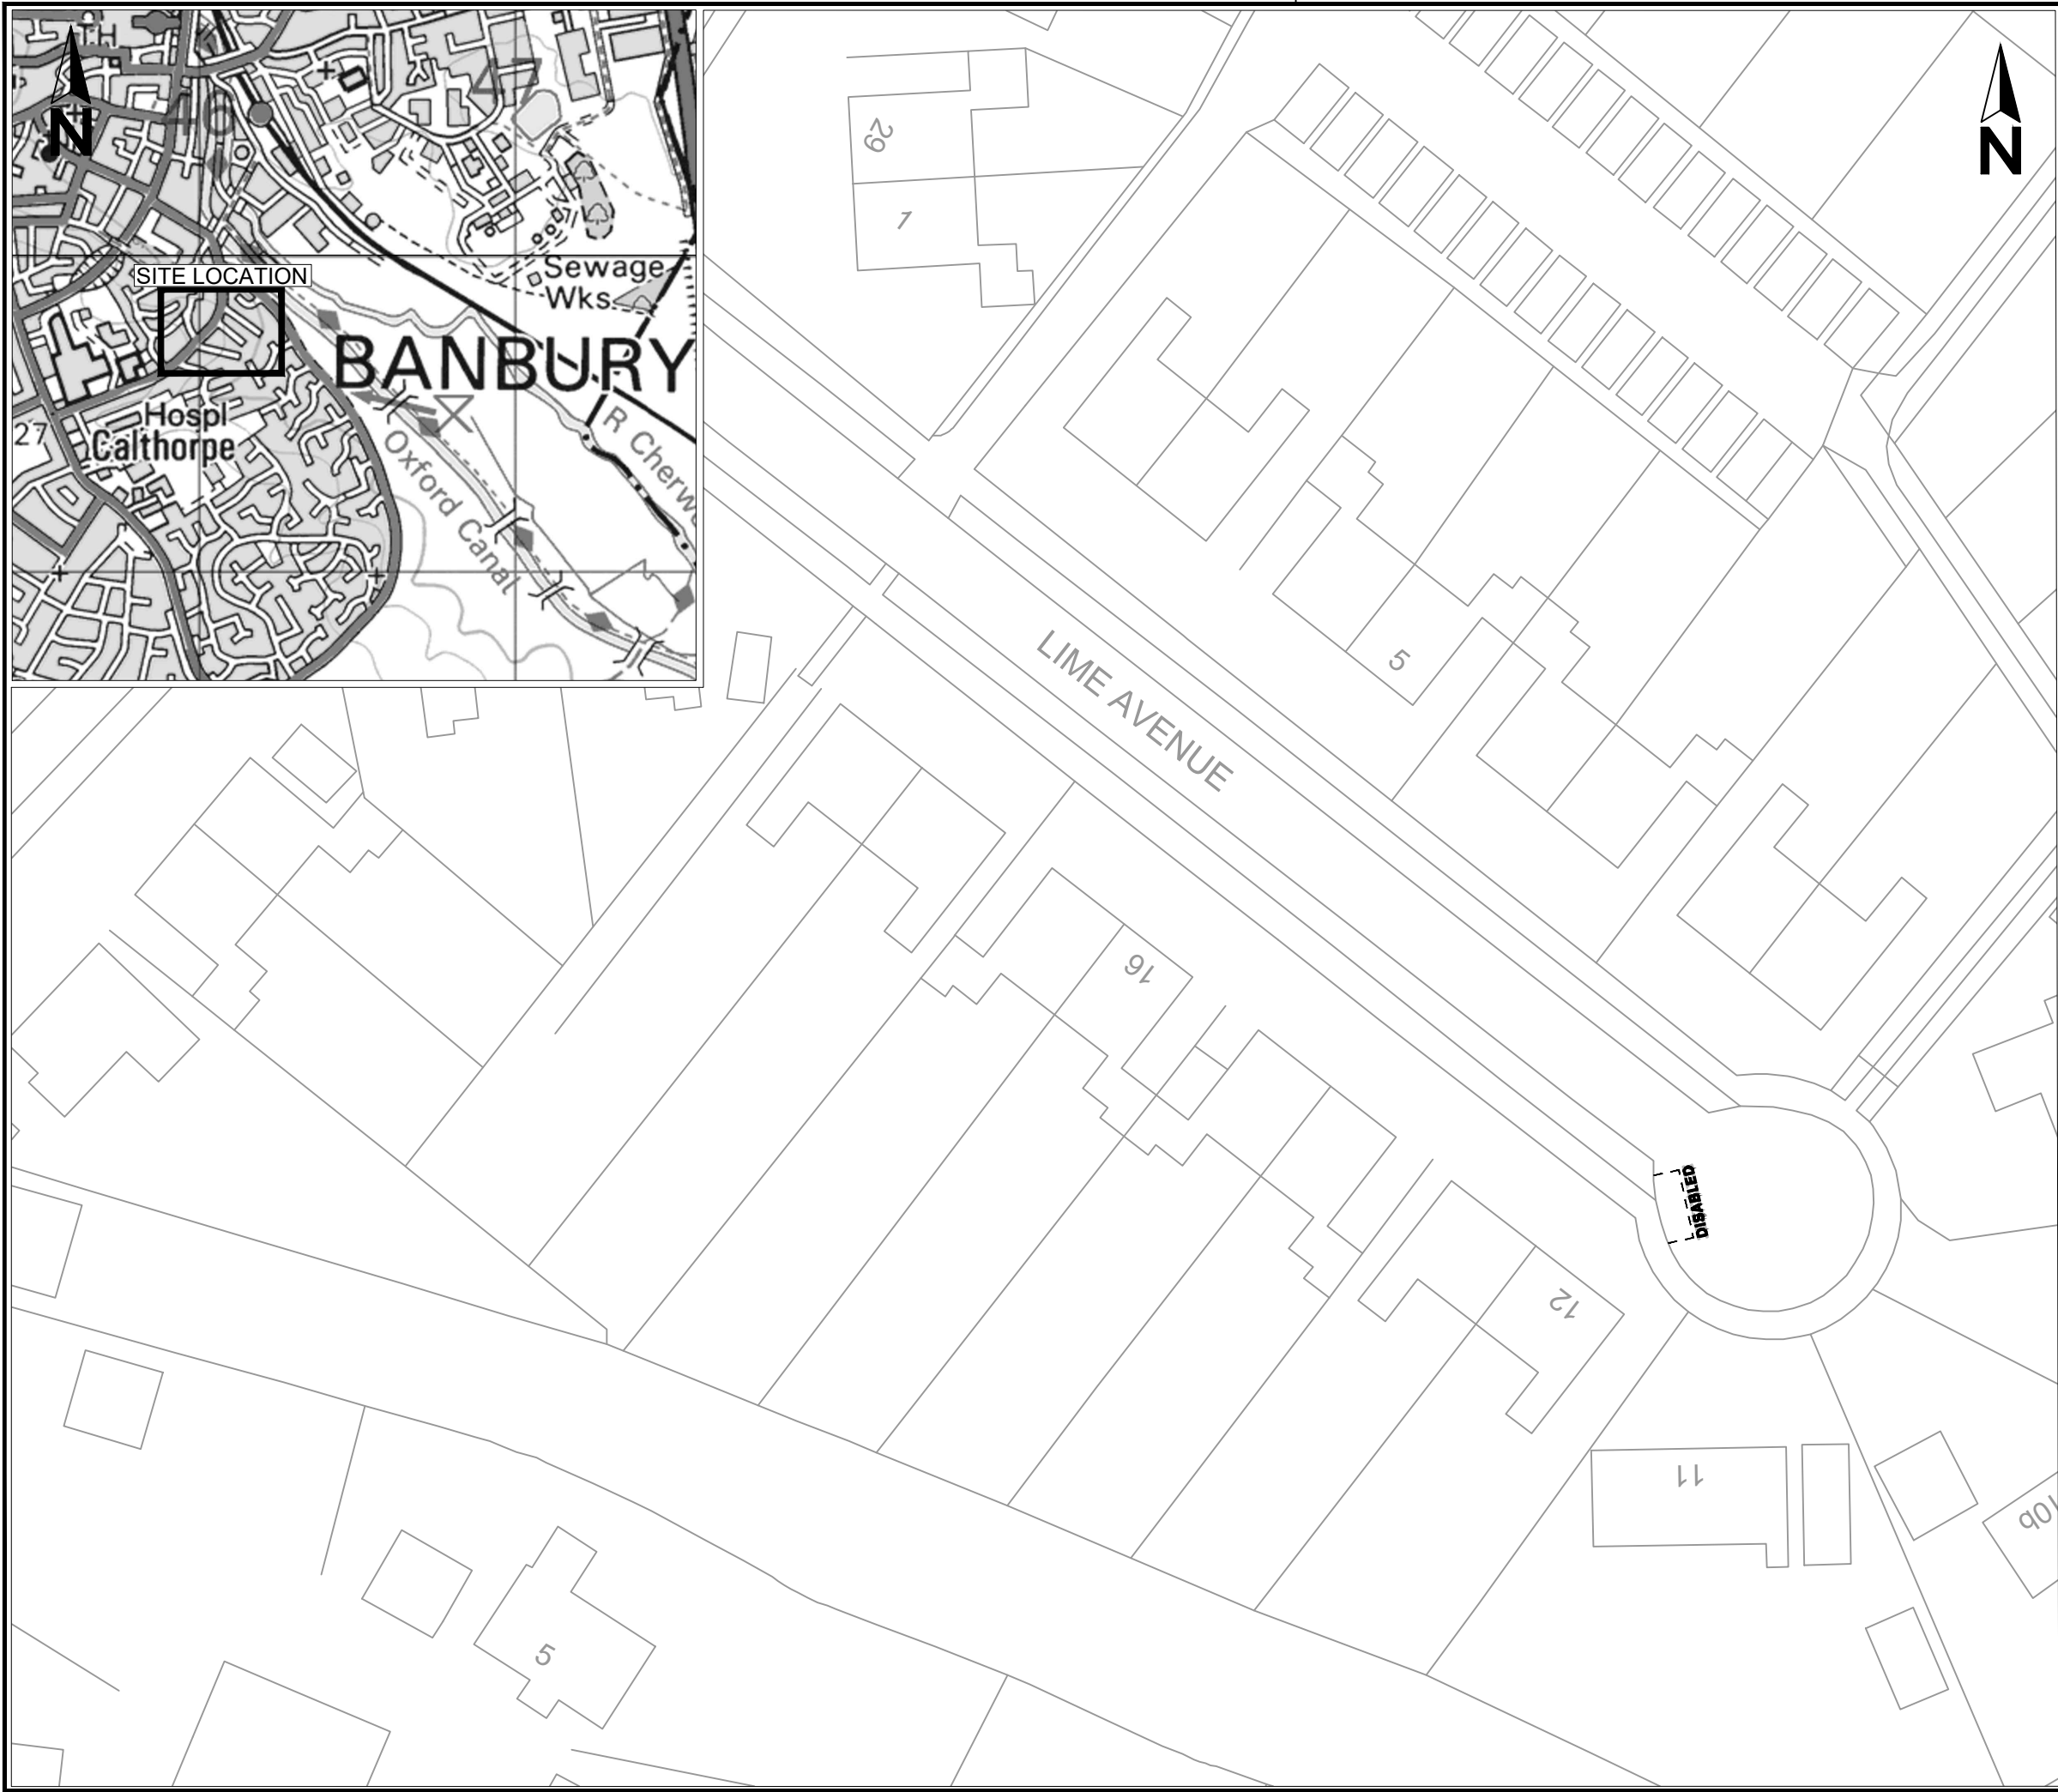 N
47
46
SITE LOCATION
Sewage
Wks
BANBURY
Hospl
Calthorpe
27
Oxford Canal
R Cherw
N
29
1
LIME AVENUE
5
16
DISABLED
12
11
10b
5